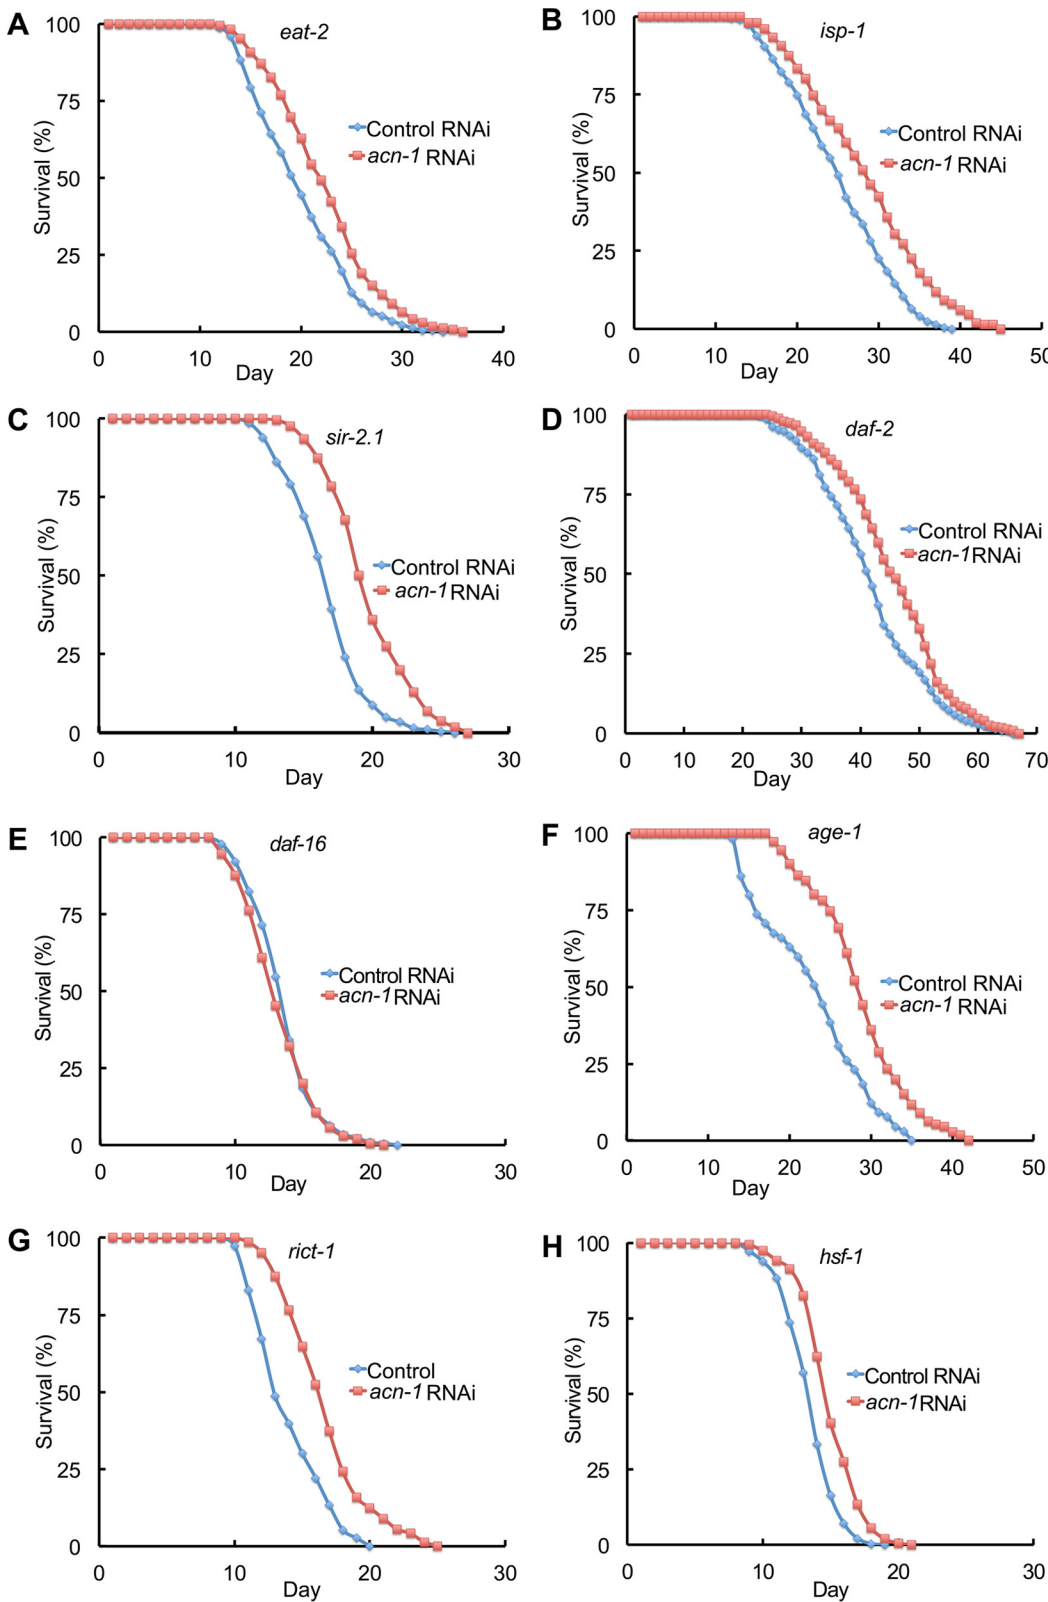 A
eat-2
100
75
50
25
0
Survival (%)
Control RNAi
acn-1 RNAi
0 10 20 30 40
Day
B
isp-1
100
75
50
25
0
Survival (%)
Control RNAi
acn-1 RNAi
0 10 20 30 40 50
Day
C
sir-2.1
100
75
50
25
0
Survival (%)
Control RNAi
acn-1 RNAi
0 10 20 30
Day
D
daf-2
100
75
50
25
0
Survival (%)
Control RNAi
acn-1 RNAi
0 10 20 30 40 50 60 70
Day
E
daf-16
100
75
50
25
0
Survival (%)
Control RNAi
acn-1 RNAi
0 10 20 30
Day
F
age-1
100
75
50
25
0
Survival (%)
Control RNAi
acn-1 RNAi
0 10 20 30 40 50
Day
G
rict-1
100
75
50
25
0
Survival (%)
Control
acn-1 RNAi
0 10 20 30
Day
H
hsf-1
100
75
50
25
0
Survival (%)
Control RNAi
acn-1 RNAi
0 10 20 30
Day